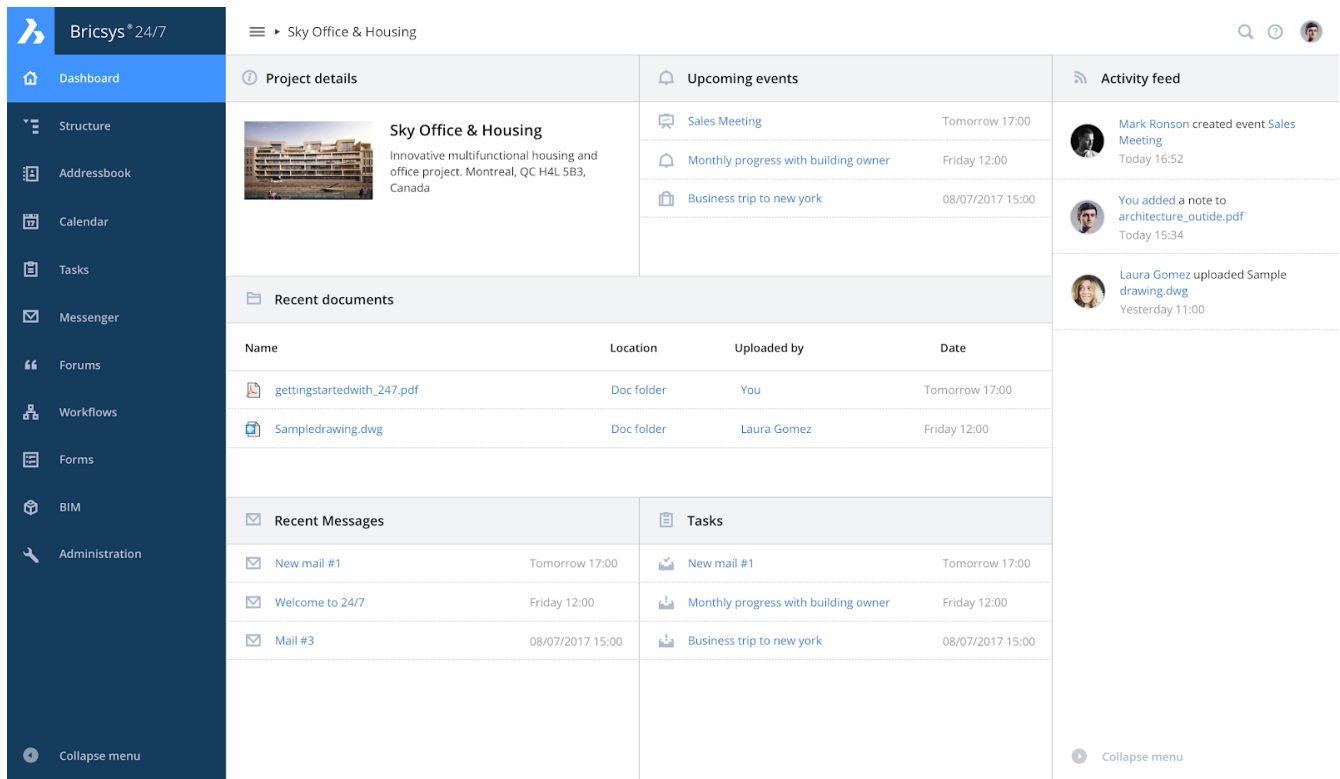 Bricsys® 24/7
Sky Office & Housing
Dashboard
Structure
Addressbook
17
Calendar
Tasks
Messenger
Forums
Workflows
Forms
BIM
Administration
Collapse menu
Project details
Sky Office & Housing
Innovative multifunctional housing and
office project. Montreal, QC H4L 5B3,
Canada
Upcoming events
Sales Meeting Tomorrow 17:00
Monthly progress with building owner Friday 12:00
Business trip to new york 08/07/2017 15:00
Recent documents
Name Location Uploaded by Date
gettingstartedwith_247.pdf Doc folder You Tomorrow 17:00
Sampledrawing.dwg Doc folder Laura Gomez Friday 12:00
Recent Messages
New mail #1 Tomorrow 17:00
Welcome to 24/7 Friday 12:00
Mail #3 08/07/2017 15:00
Tasks
New mail #1 Tomorrow 17:00
Monthly progress with building owner Friday 12:00
Business trip to new york 08/07/2017 15:00
Activity feed
Mark Ronson created event Sales
Meeting
Today 16:52
You added a note to
architecture_outide.pdf
Today 15:34
Laura Gomez uploaded Sample
drawing.dwg
Yesterday 11:00
Collapse menu